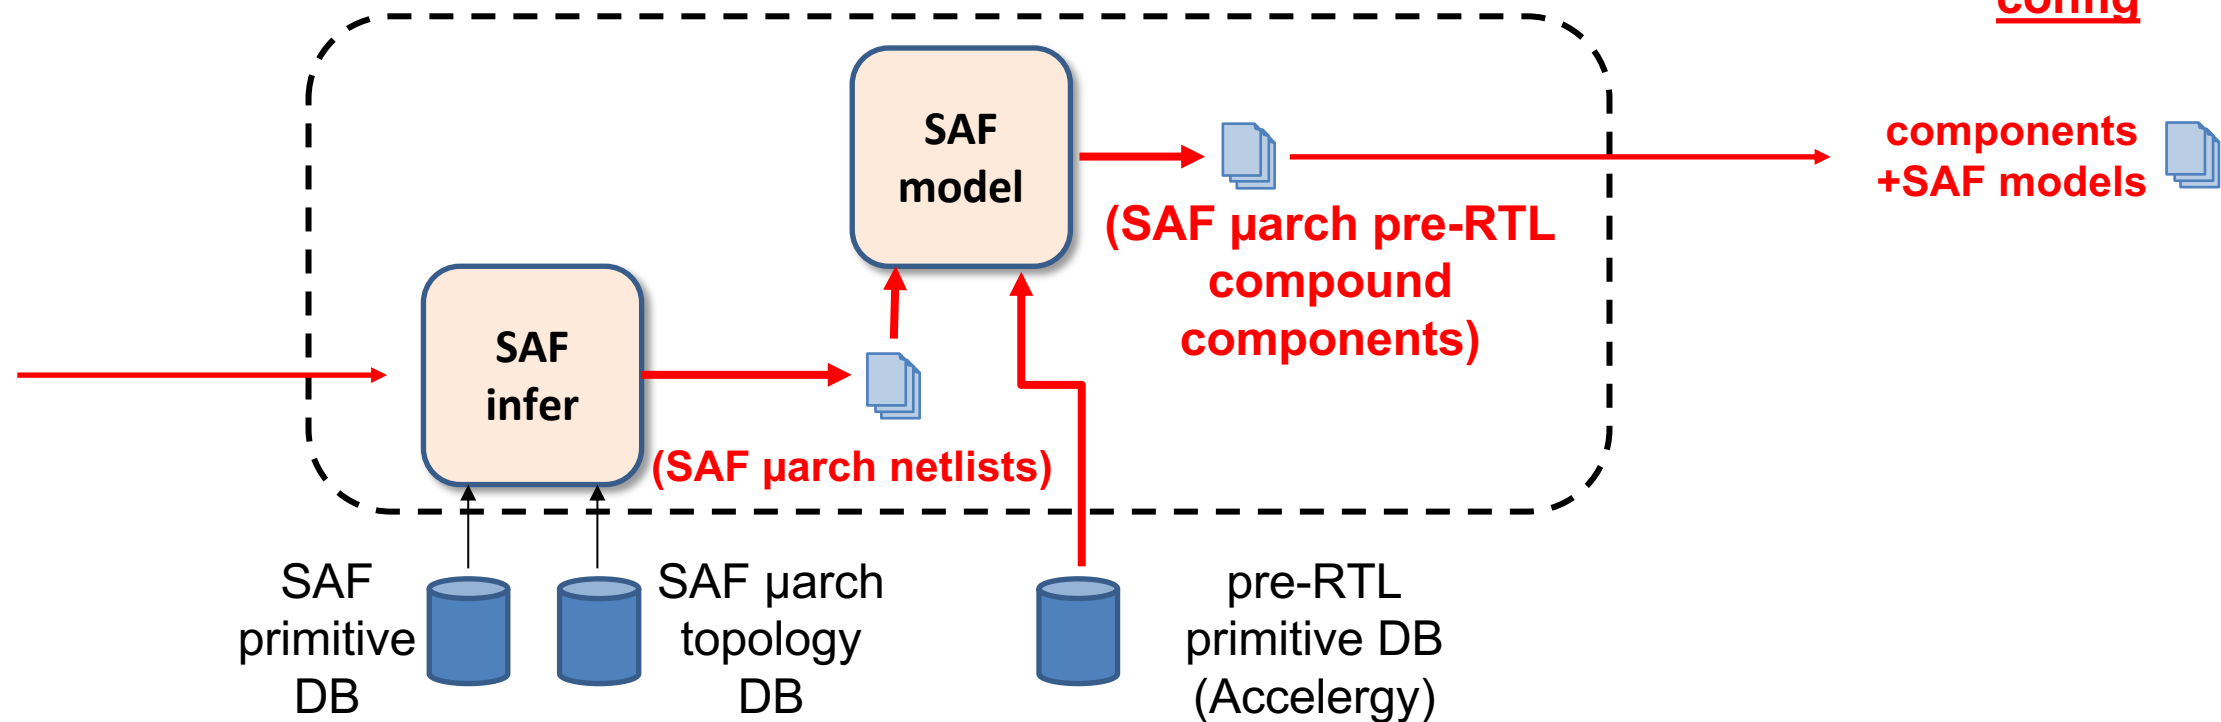 config
SAF
model
components
+SAF models
(SAF µarch pre-RTL
compound
components)
SAF
infer
(SAF µarch netlists)
SAF
primitive
DB
SAF µarch
topology
DB
pre-RTL
primitive DB
(Accelergy)